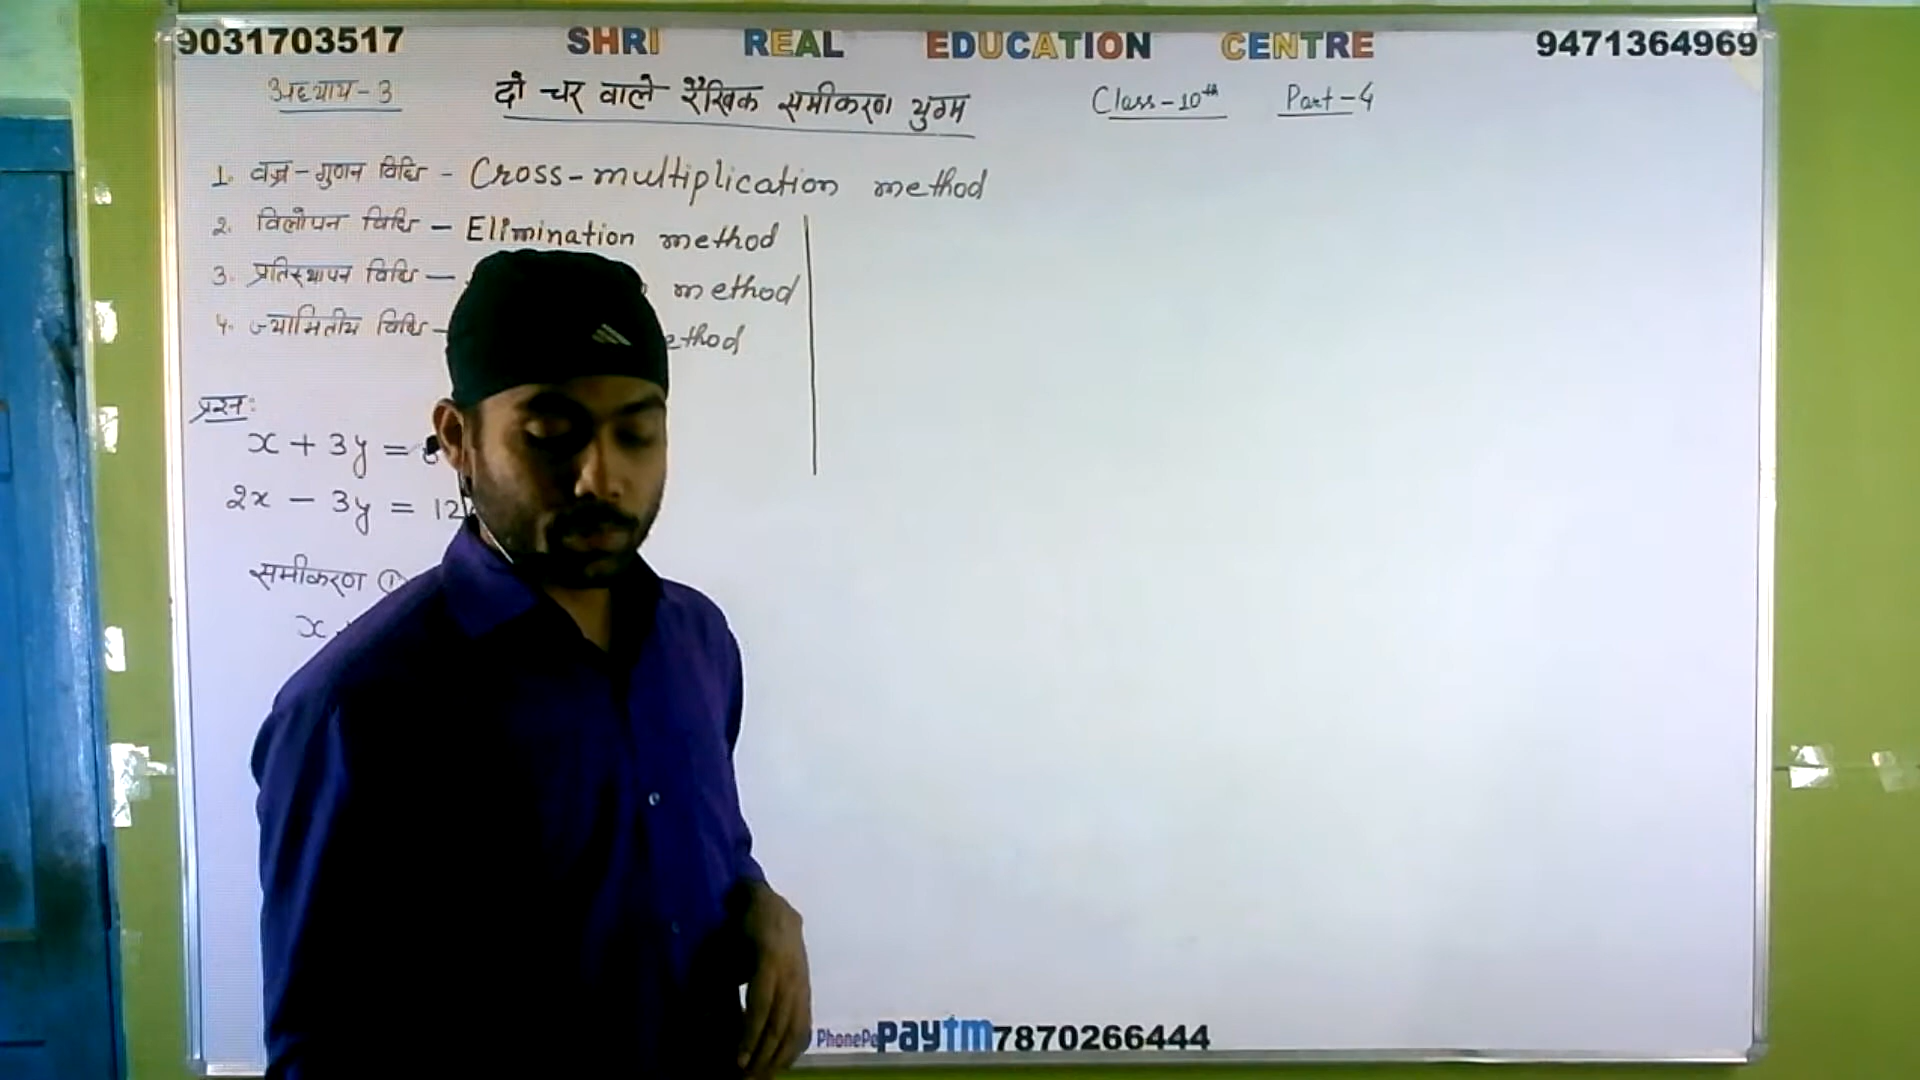 9031703517 SHRI REAL EDUCATION CENTRE 9471364969
अध्याय-3 दो चर वाले रैखिक समीकरण युग्म Class-10th Part-4
1. वज्र-गुणन विधि - Cross-multiplication method
2. विलोपन विधि - Elimination method
3. प्रतिस्थापन विधि - method
4. ज्यामितीय विधि -
प्रश्न:
x + 3y =
2x - 3y = 12
समीकरण ①
x
PhonePe paytm 7870266444